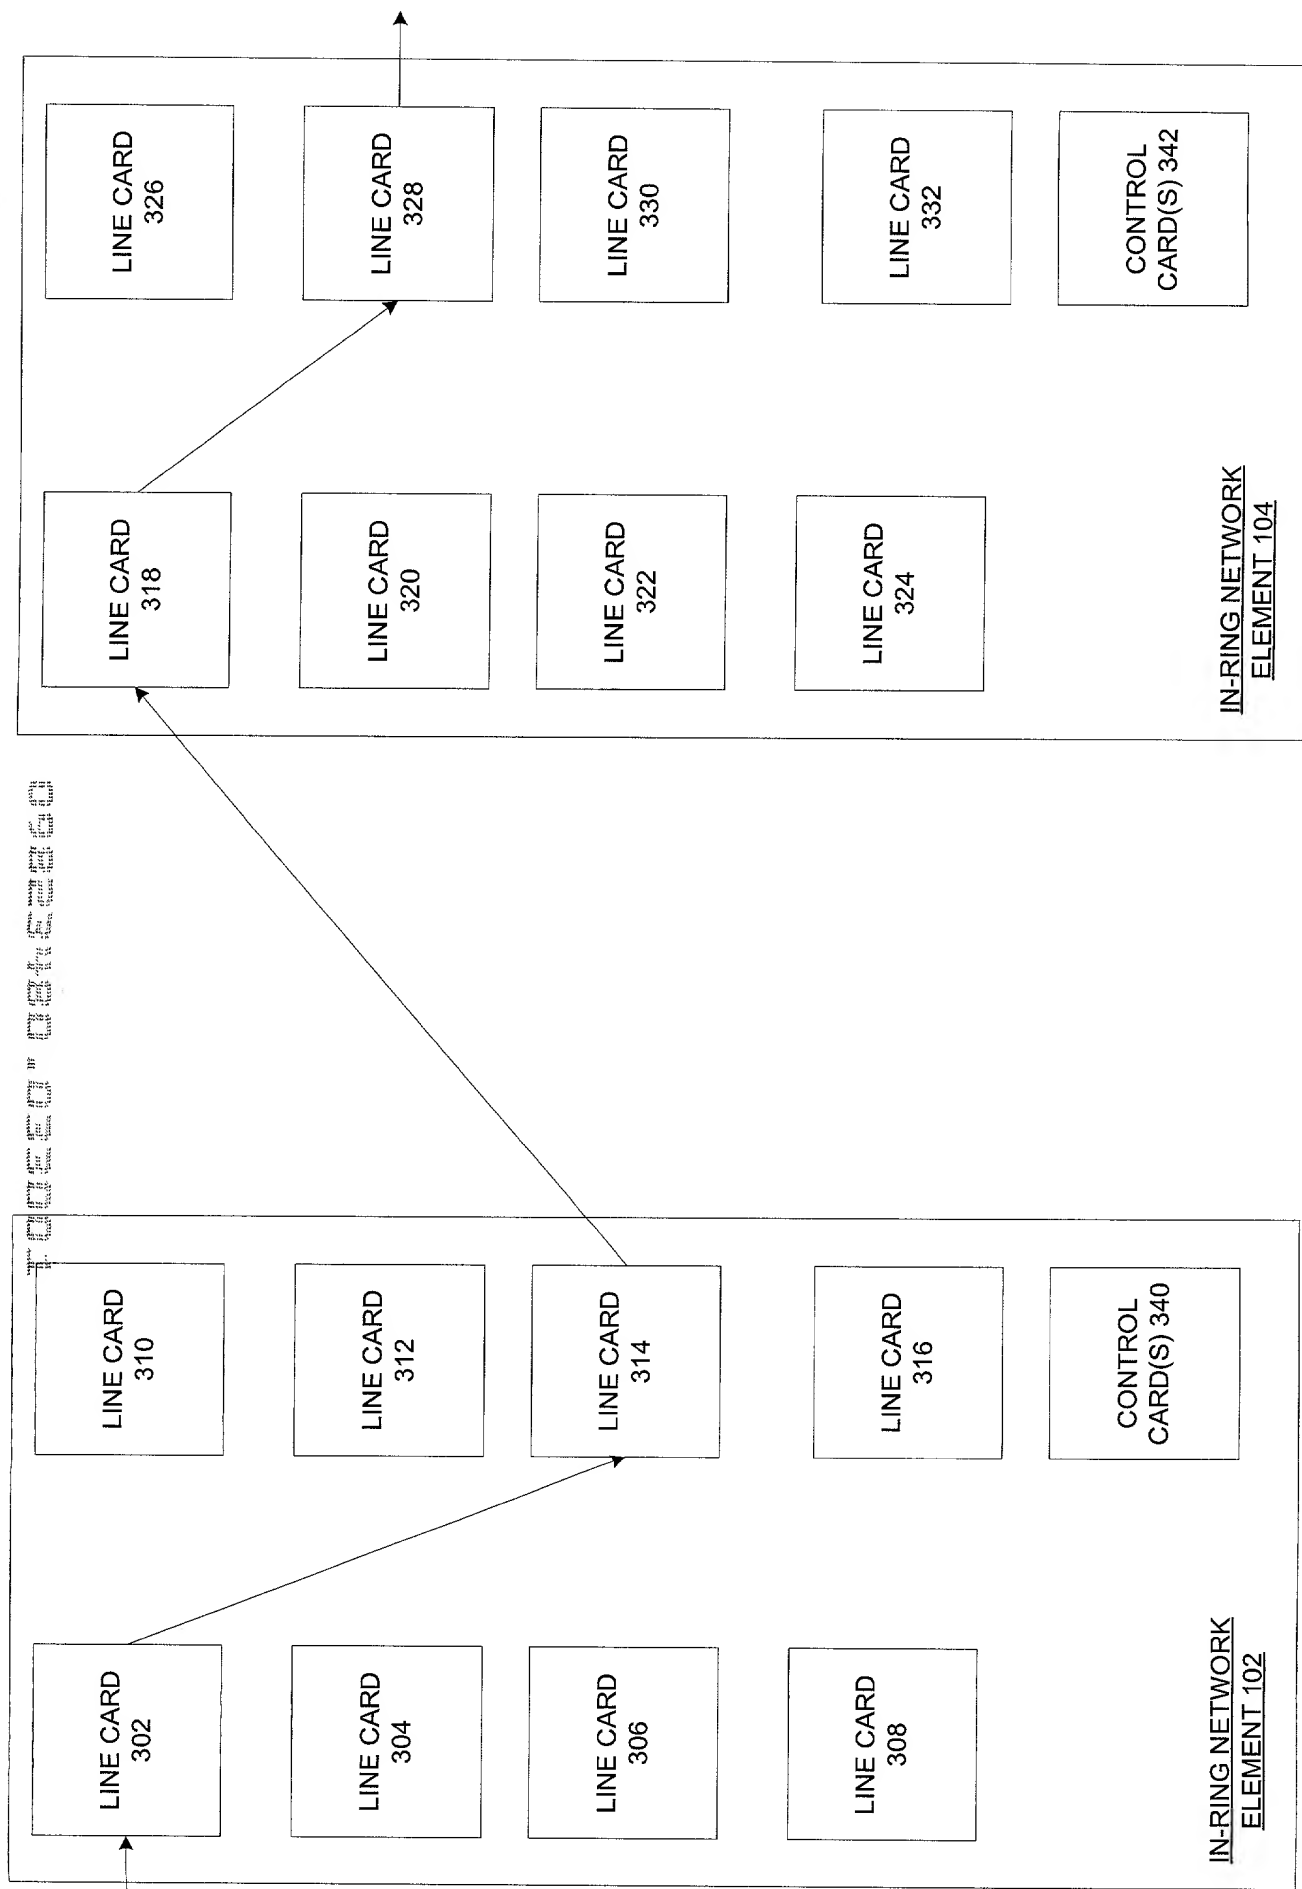 LINE CARD
302
LINE CARD
304
LINE CARD
306
LINE CARD
308
LINE CARD
310
LINE CARD
312
LINE CARD
314
LINE CARD
316
CONTROL
CARD(S) 340
IN-RING NETWORK
ELEMENT 102
LINE CARD
318
LINE CARD
320
LINE CARD
322
LINE CARD
324
LINE CARD
326
LINE CARD
328
LINE CARD
330
LINE CARD
332
CONTROL
CARD(S) 342
IN-RING NETWORK
ELEMENT 104